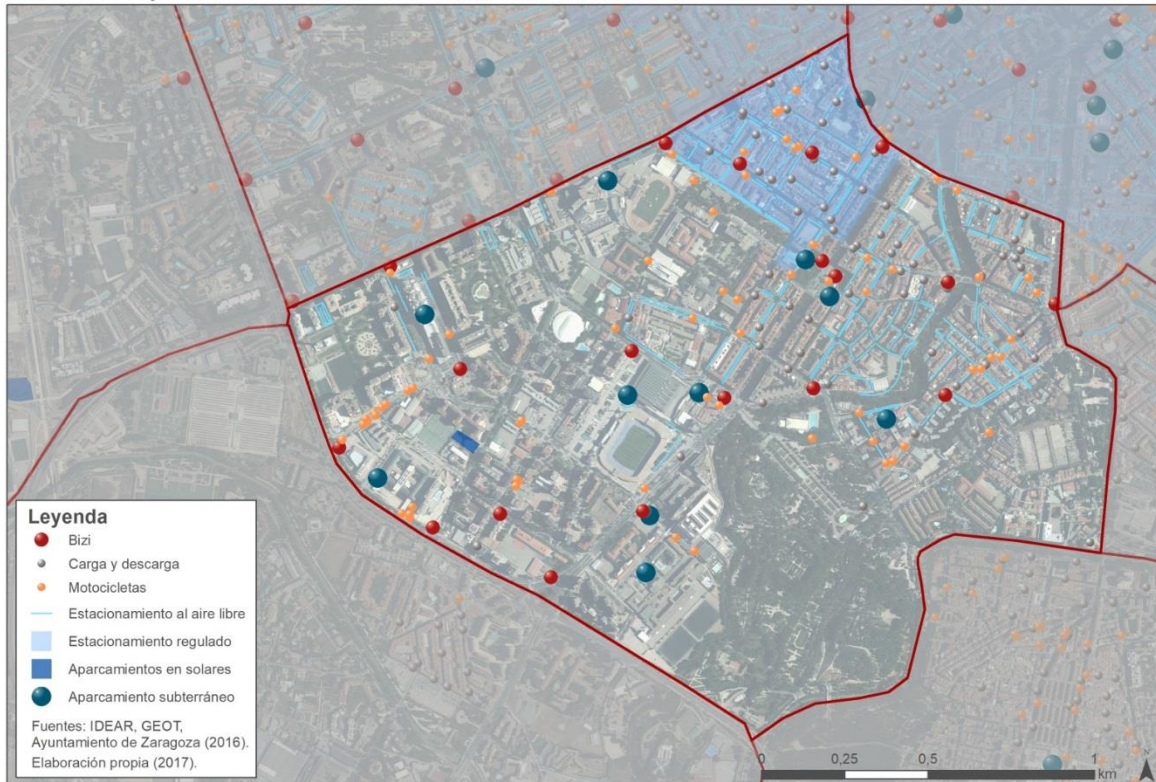 Leyenda
Bizi
Carga y descarga
Motocicletas
Estacionamiento al aire libre
Estacionamiento regulado
Aparcamientos en solares
Aparcamiento subterráneo
Fuentes: IDEAR, GEOT,
Ayuntamiento de Zaragoza (2016).
Elaboración propia (2017).
0 0,25 0,5 1
km
N